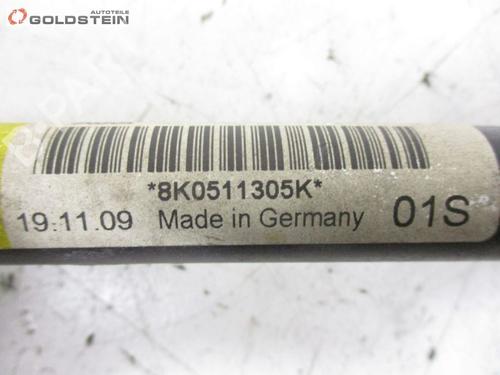 AUTOTEILE
GOLDSTEIN
*8K0511305K*
19.11.09 Made in Germany 01S